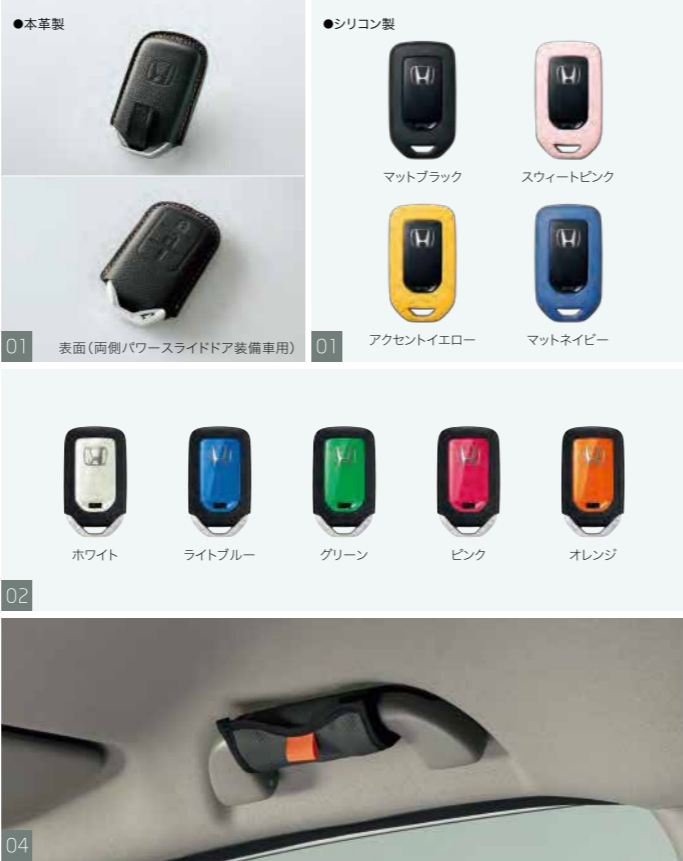 ●本革製
01
表面(両側パワースライドドア装備車用)
●シリコン製
マットブラック
スウィートピンク
アクセントイエロー
マットネイビー
01
ホワイト
ライトブルー
グリーン
ピンク
オレンジ
02
04